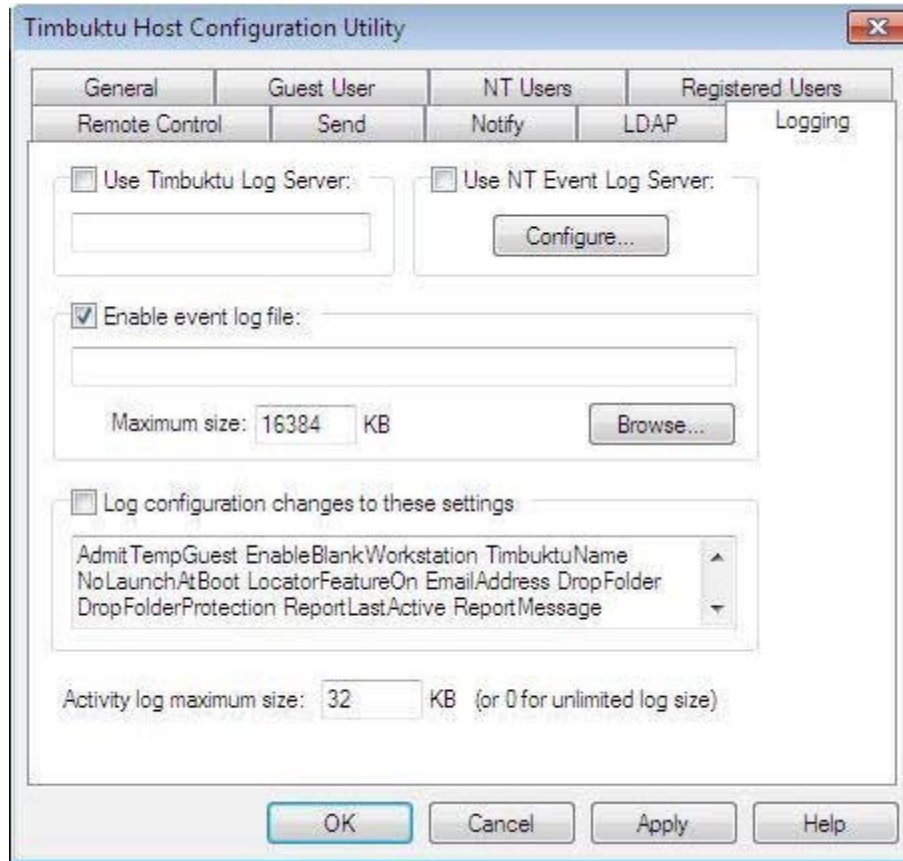 Timbuktu Host Configuration Utility
General Guest User NT Users Registered Users
Remote Control Send Notify LDAP Logging
Use Timbuktu Log Server: Use NT Event Log Server:
Configure...
Enable event log file:
Maximum size: 16384 KB Browse...
Log configuration changes to these settings
AdmitTempGuest EnableBlankWorkstation TimbuktuName
NoLaunchAtBoot LocatorFeatureOn EmailAddress DropFolder
DropFolderProtection ReportLastActive ReportMessage
Activity log maximum size: 32 KB (or 0 for unlimited log size)
OK Cancel Apply Help